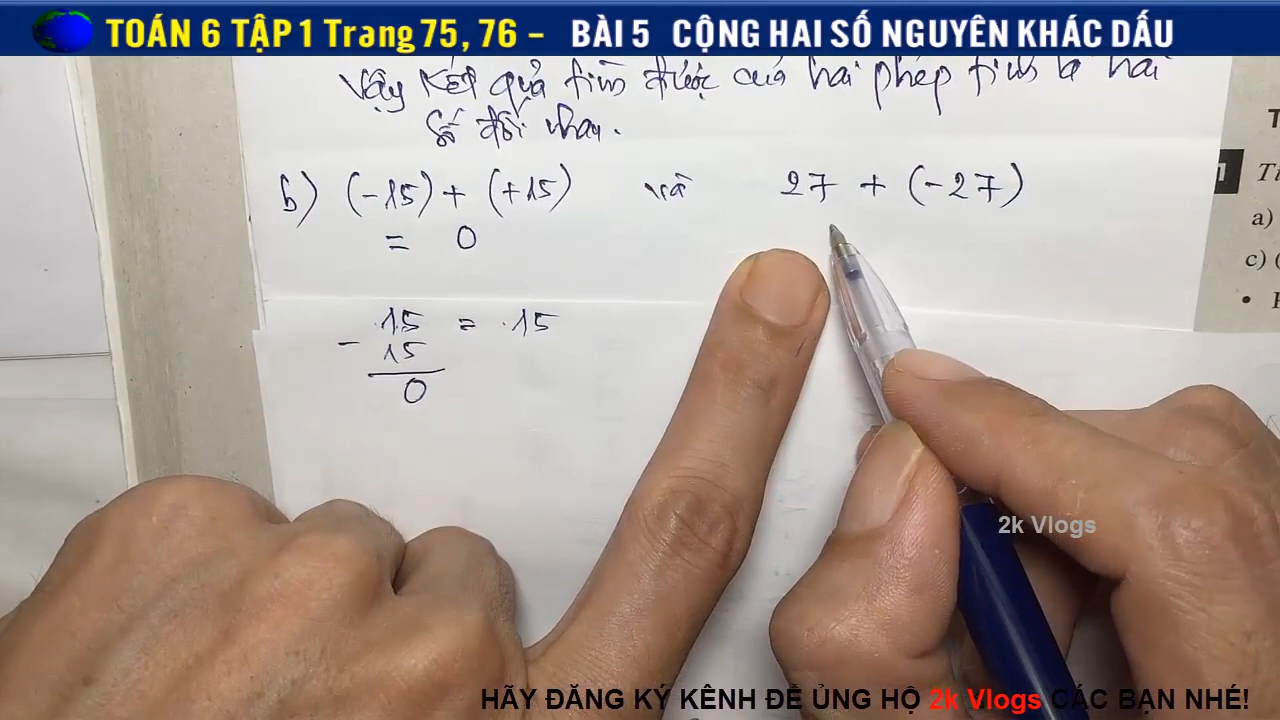 TOÁN 6 TẬP 1 Trang 75, 76 – BÀI 5 CỘNG HAI SỐ NGUYÊN KHÁC DẤU
Vậy kết quả tìm được của hai phép tính là hai
số đối nhau.
b) (-15) + (+15) và 27 + (-27)
= 0
15 = 15
- 15
0
1
a)
c)
•
2k Vlogs
HÃY ĐĂNG KÝ KÊNH ĐỂ ỦNG HỘ 2k Vlogs CÁC BẠN NHÉ!